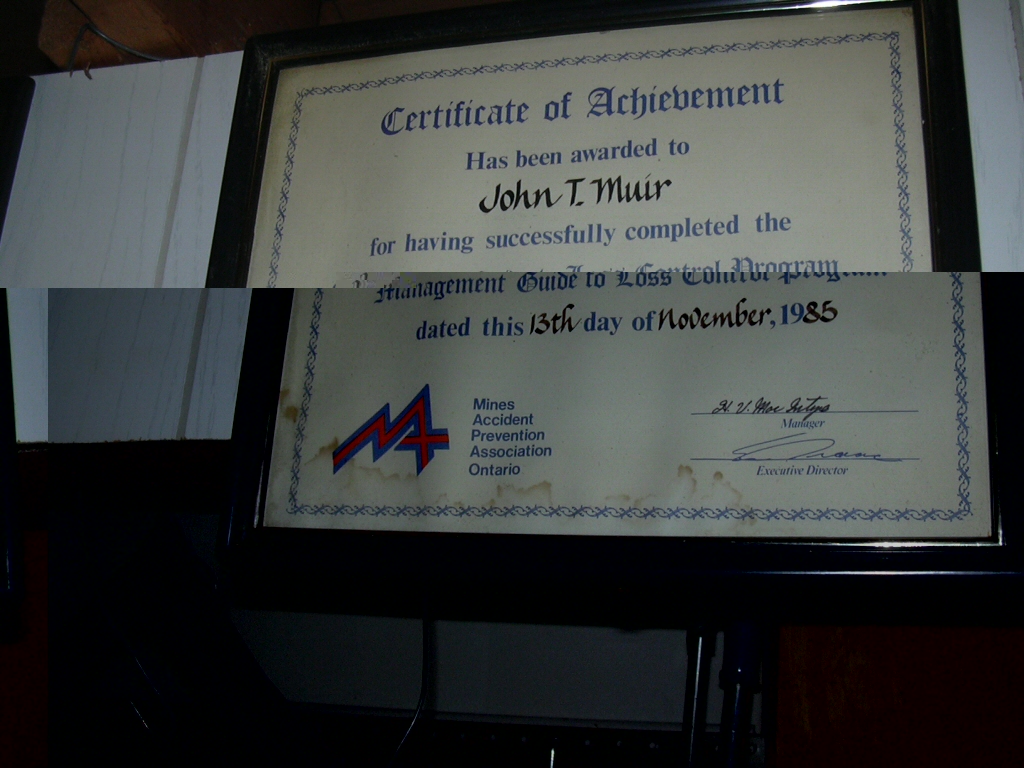 Certificate of Achievement
Has been awarded to
John T. Muir
for having successfully completed the
Management Guide to Loss Control Program
dated this 13th day of November, 1985
Mines
Accident
Prevention
Association
Ontario
Manager
Executive Director